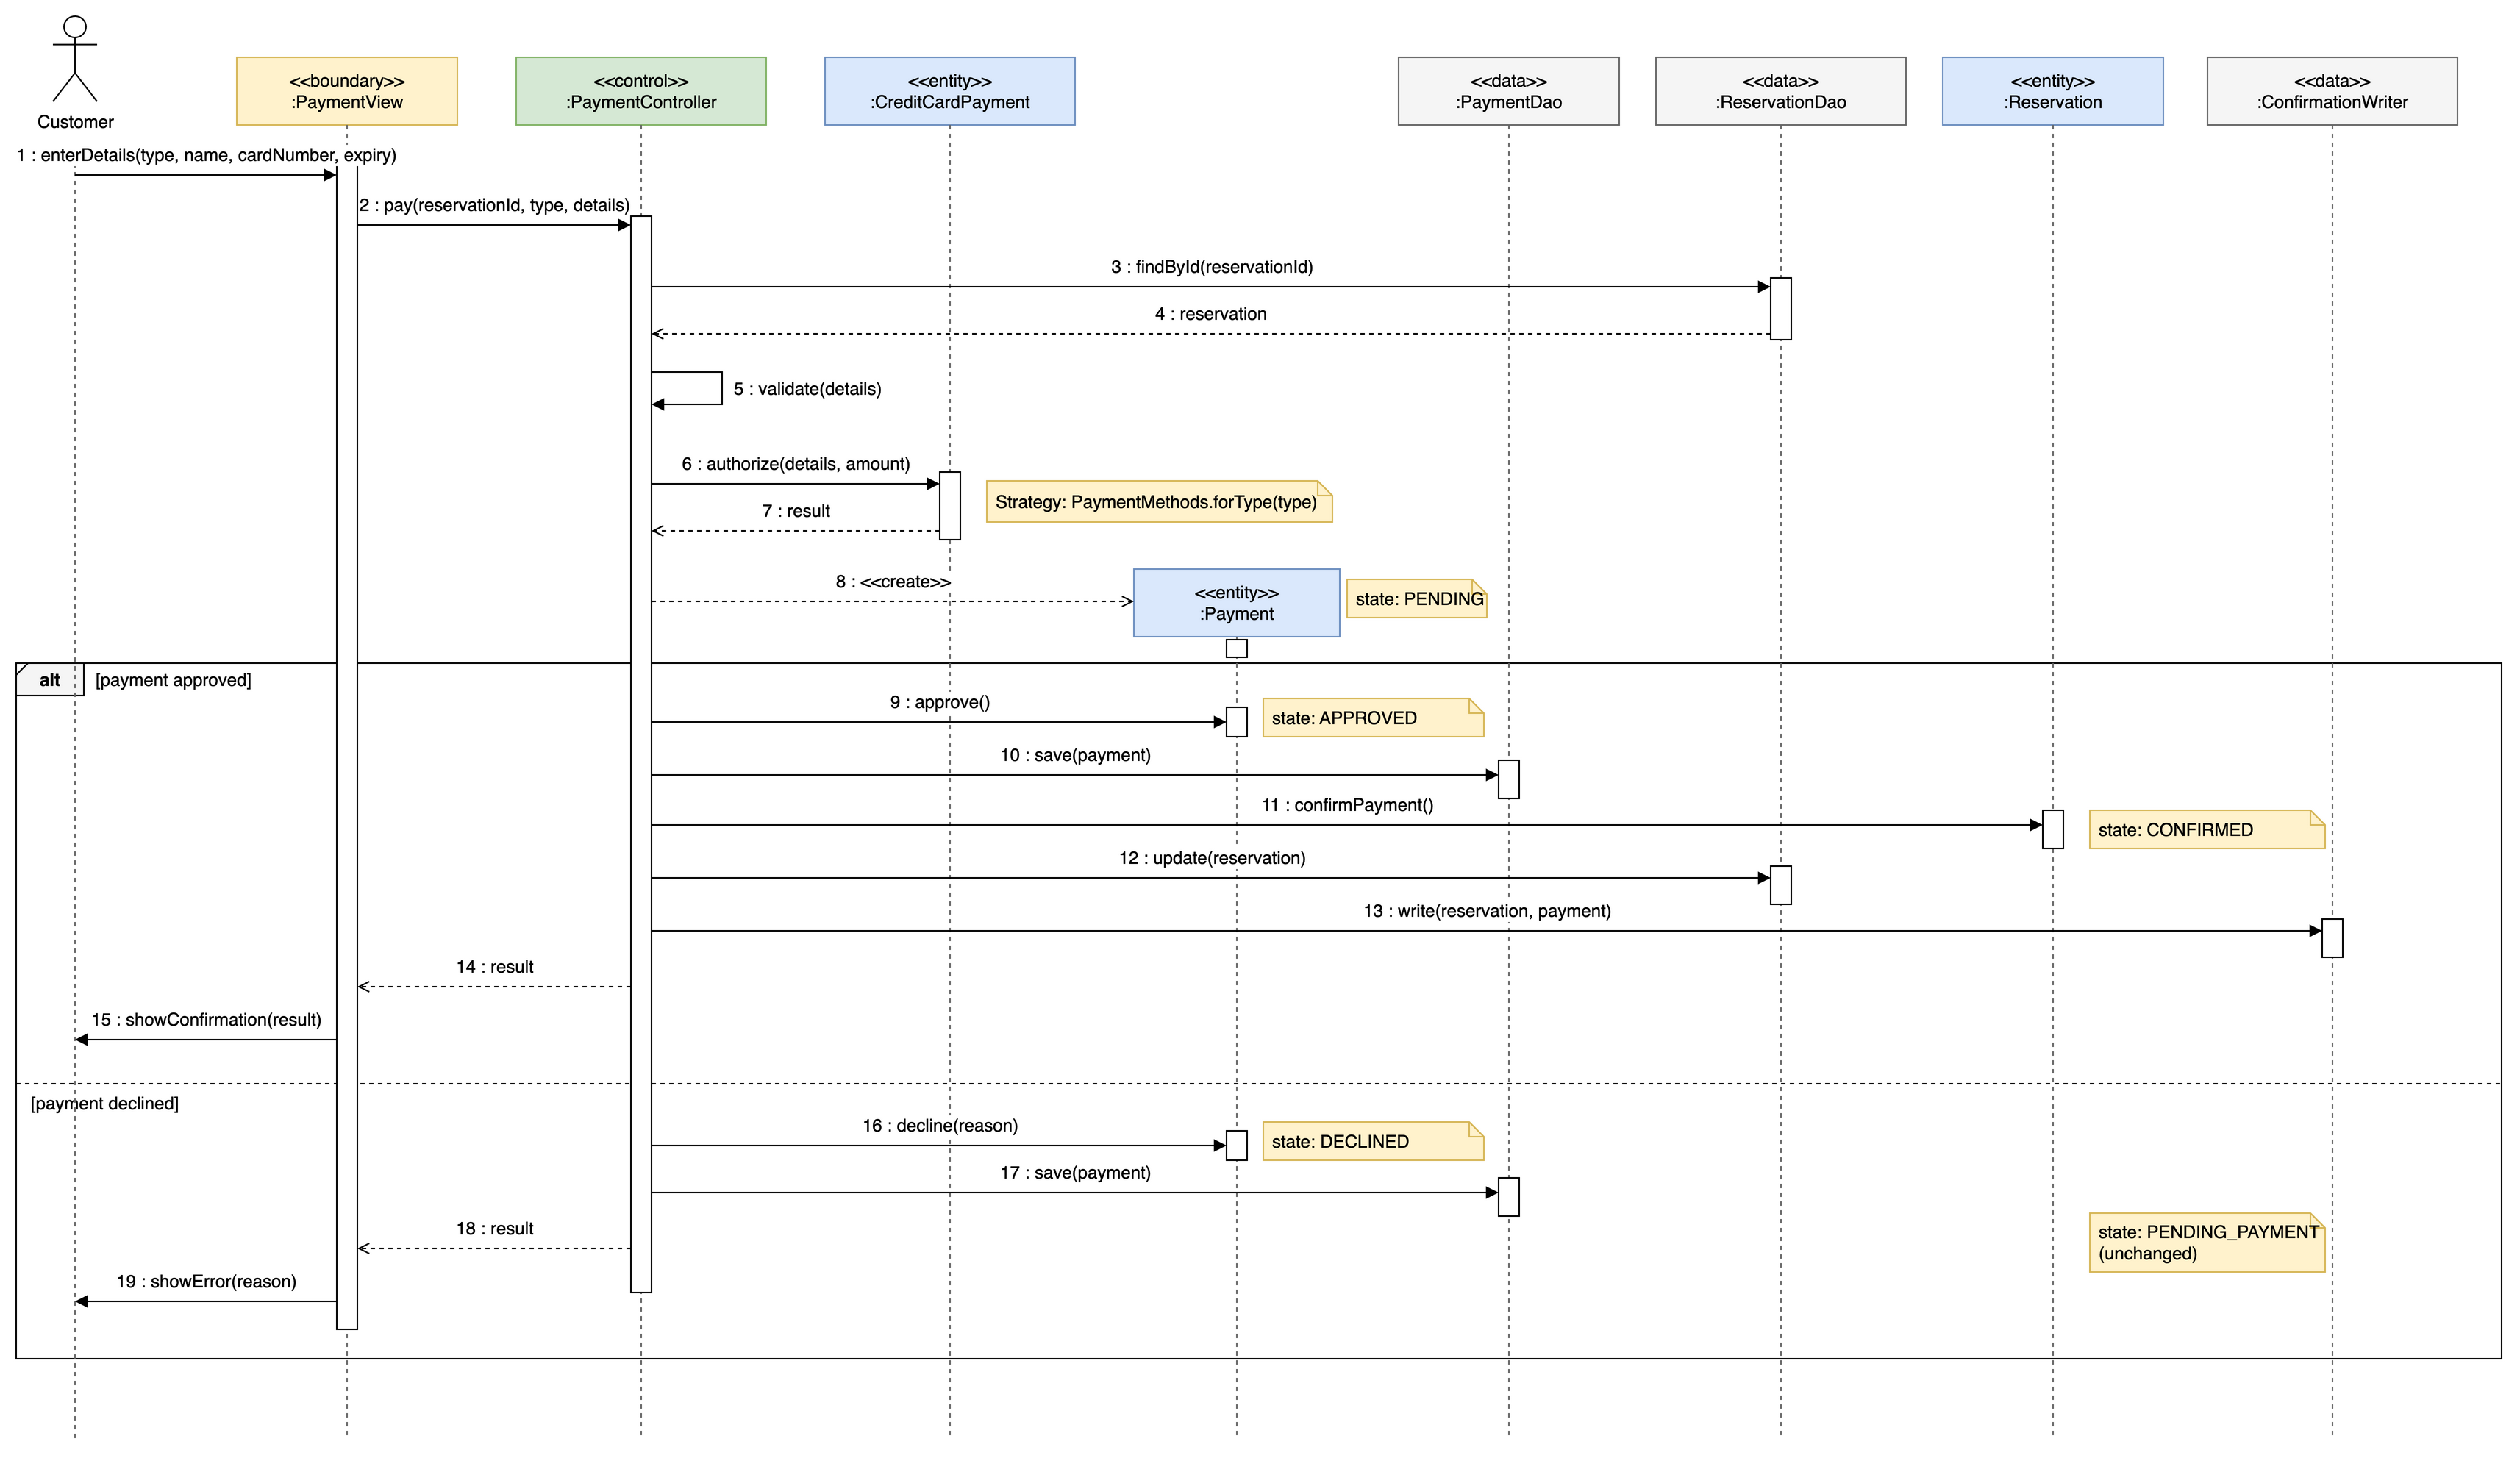 Customer
<<boundary>>
:PaymentView
<<control>>
:PaymentController
<<entity>>
:CreditCardPayment
<<data>>
:PaymentDao
<<data>>
:ReservationDao
<<entity>>
:Reservation
<<data>>
:ConfirmationWriter
1 : enterDetails(type, name, cardNumber, expiry)
2 : pay(reservationId, type, details)
3 : findById(reservationId)
4 : reservation
5 : validate(details)
6 : authorize(details, amount)
Strategy: PaymentMethods.forType(type)
7 : result
8 : <<create>>
<<entity>>
:Payment
state: PENDING
alt
[payment approved]
9 : approve()
state: APPROVED
10 : save(payment)
11 : confirmPayment()
state: CONFIRMED
12 : update(reservation)
13 : write(reservation, payment)
14 : result
15 : showConfirmation(result)
[payment declined]
16 : decline(reason)
state: DECLINED
17 : save(payment)
18 : result
state: PENDING_PAYMENT
(unchanged)
19 : showError(reason)